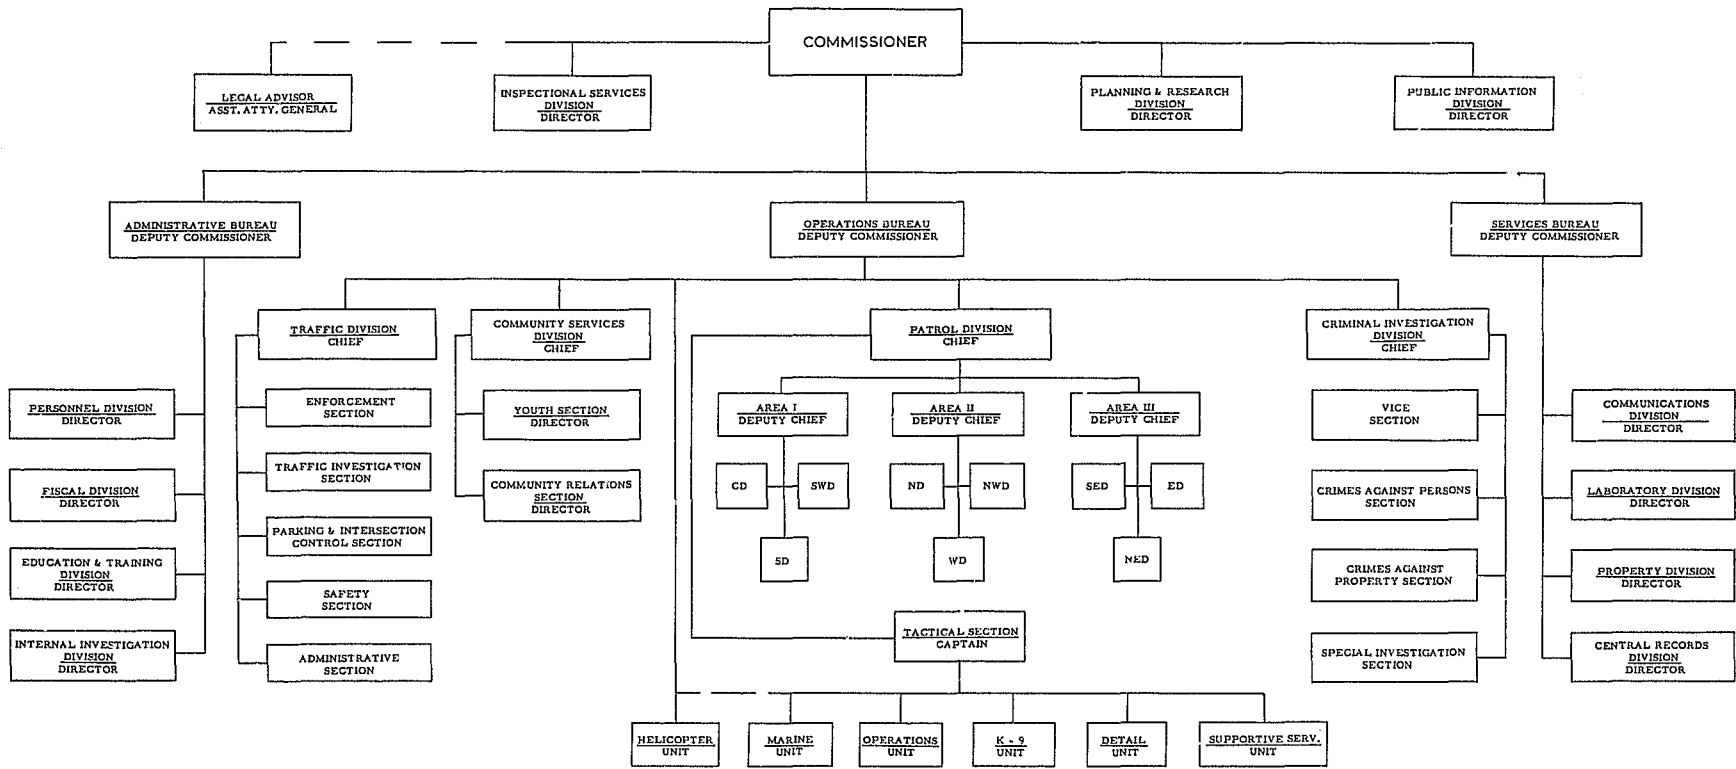 COMMISSIONER
LEGAL ADVISOR
ASST. ATTY. GENERAL
INSPECTIONAL SERVICES
DIVISION
DIRECTOR
PLANNING & RESEARCH
DIVISION
DIRECTOR
PUBLIC INFORMATION
DIVISION
DIRECTOR
ADMINISTRATIVE BUREAU
DEPUTY COMMISSIONER
OPERATIONS BUREAU
DEPUTY COMMISSIONER
SERVICES BUREAU
DEPUTY COMMISSIONER
TRAFFIC DIVISION
CHIEF
COMMUNITY SERVICES
DIVISION
CHIEF
PATROL DIVISION
CHIEF
CRIMINAL INVESTIGATION
DIVISION
CHIEF
PERSONNEL DIVISION
DIRECTOR
FISCAL DIVISION
DIRECTOR
EDUCATION & TRAINING
DIVISION
DIRECTOR
INTERNAL INVESTIGATION
DIVISION
DIRECTOR
ENFORCEMENT
SECTION
TRAFFIC INVESTIGATION
SECTION
PARKING & INTERSECTION
CONTROL SECTION
SAFETY
SECTION
ADMINISTRATIVE
SECTION
YOUTH SECTION
DIRECTOR
COMMUNITY RELATIONS
SECTION
DIRECTOR
AREA I
DEPUTY CHIEF
AREA II
DEPUTY CHIEF
AREA III
DEPUTY CHIEF
CD
SWD
SD
ND
NWD
WD
SED
ED
NED
TACTICAL SECTION
CAPTAIN
HELICOPTER
UNIT
MARINE
UNIT
OPERATIONS
UNIT
K - 9
UNIT
DETAIL
UNIT
SUPPORTIVE SERV.
UNIT
VICE
SECTION
CRIMES AGAINST PERSONS
SECTION
CRIMES AGAINST
PROPERTY SECTION
SPECIAL INVESTIGATION
SECTION
COMMUNICATIONS
DIVISION
DIRECTOR
LABORATORY DIVISION
DIRECTOR
PROPERTY DIVISION
DIRECTOR
CENTRAL RECORDS
DIVISION
DIRECTOR